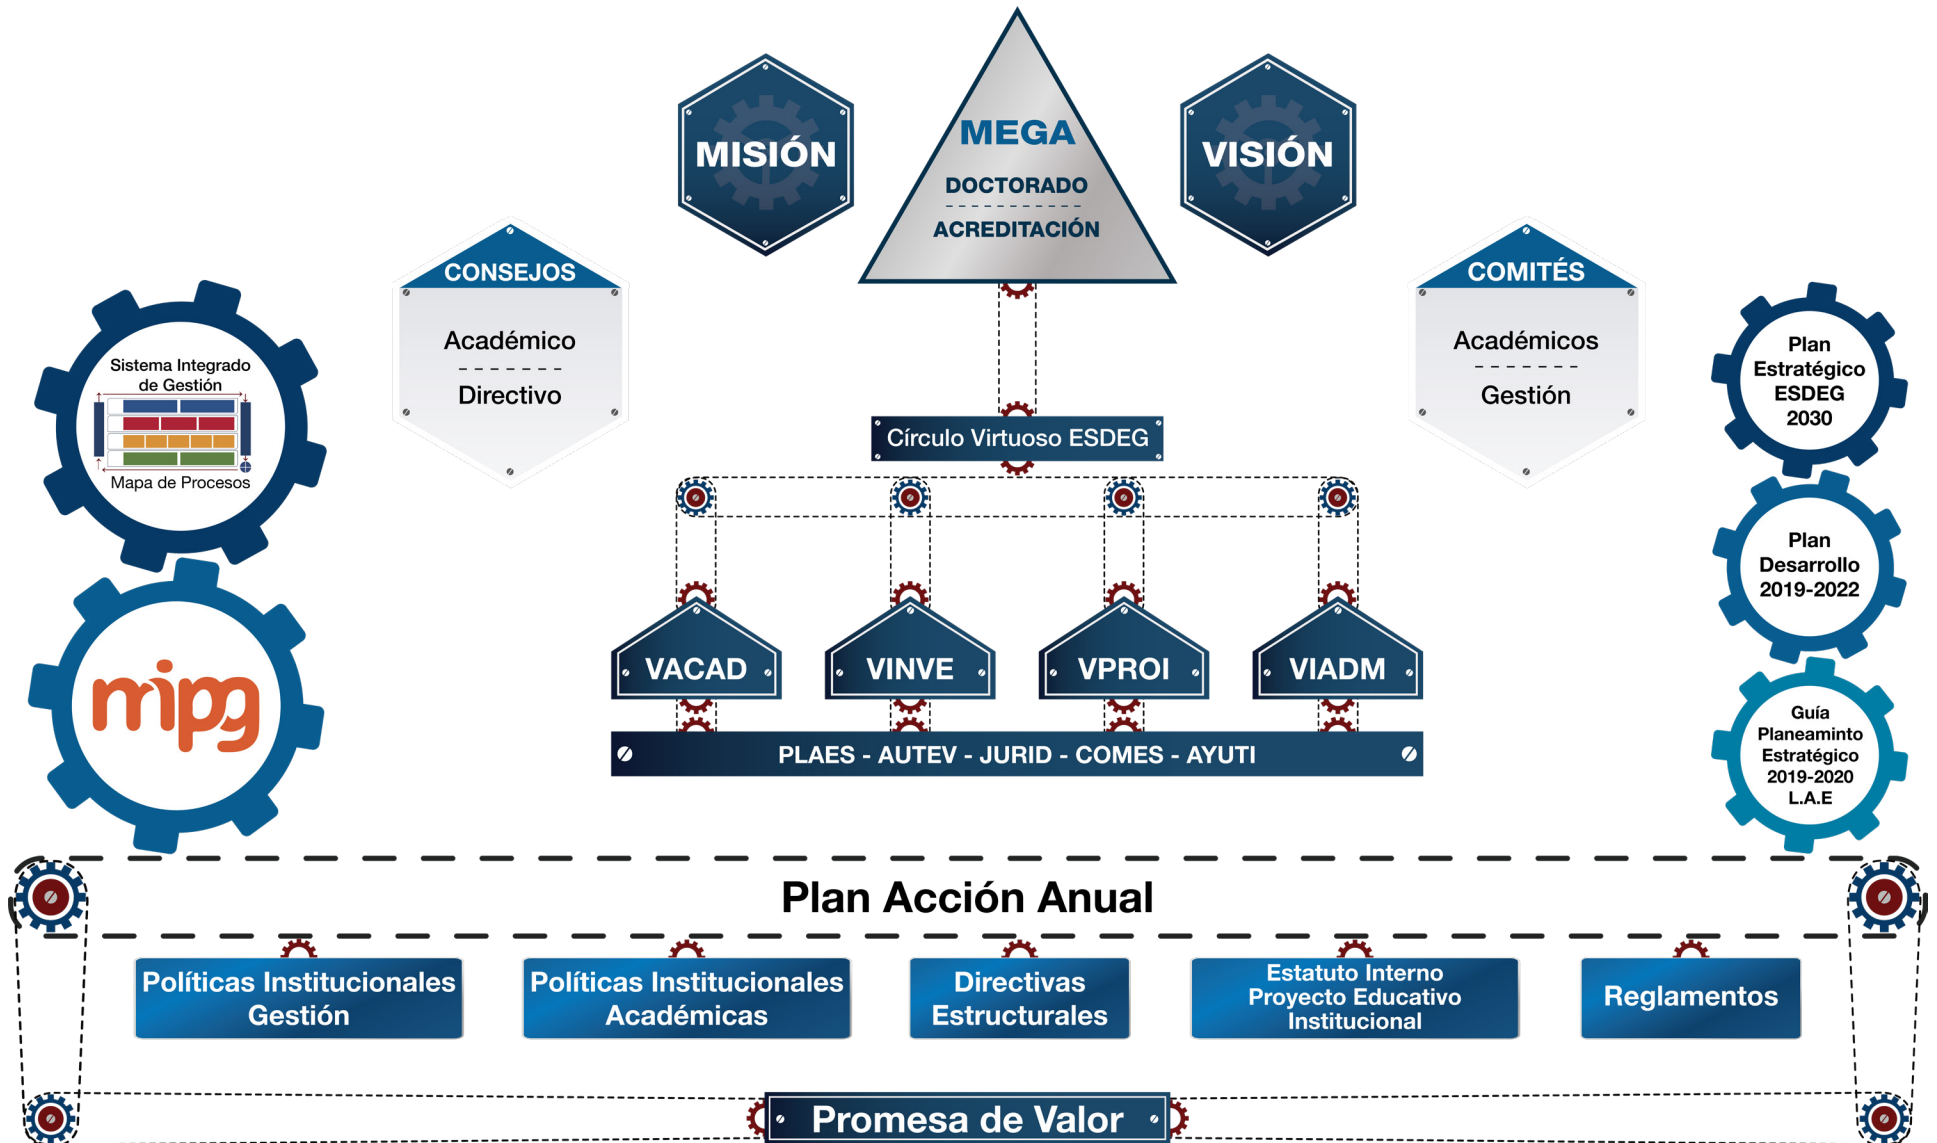 MISIÓN
MEGA
DOCTORADO
ACREDITACIÓN
VISIÓN
CONSEJOS
Académico
Directivo
COMITÉS
Académicos
Gestión
Sistema Integrado
de Gestión
Mapa de Procesos
mipg
Plan
Estratégico
ESDEG
2030
Plan
Desarrollo
2019-2022
Guía
Planeaminto
Estratégico
2019-2020
L.A.E
Círculo Virtuoso ESDEG
VACAD
VINVE
VPROI
VIADM
PLAES - AUTEV - JURID - COMES - AYUTI
Plan Acción Anual
Políticas Institucionales
Gestión
Políticas Institucionales
Académicas
Directivas
Estructurales
Estatuto Interno
Proyecto Educativo
Institucional
Reglamentos
Promesa de Valor